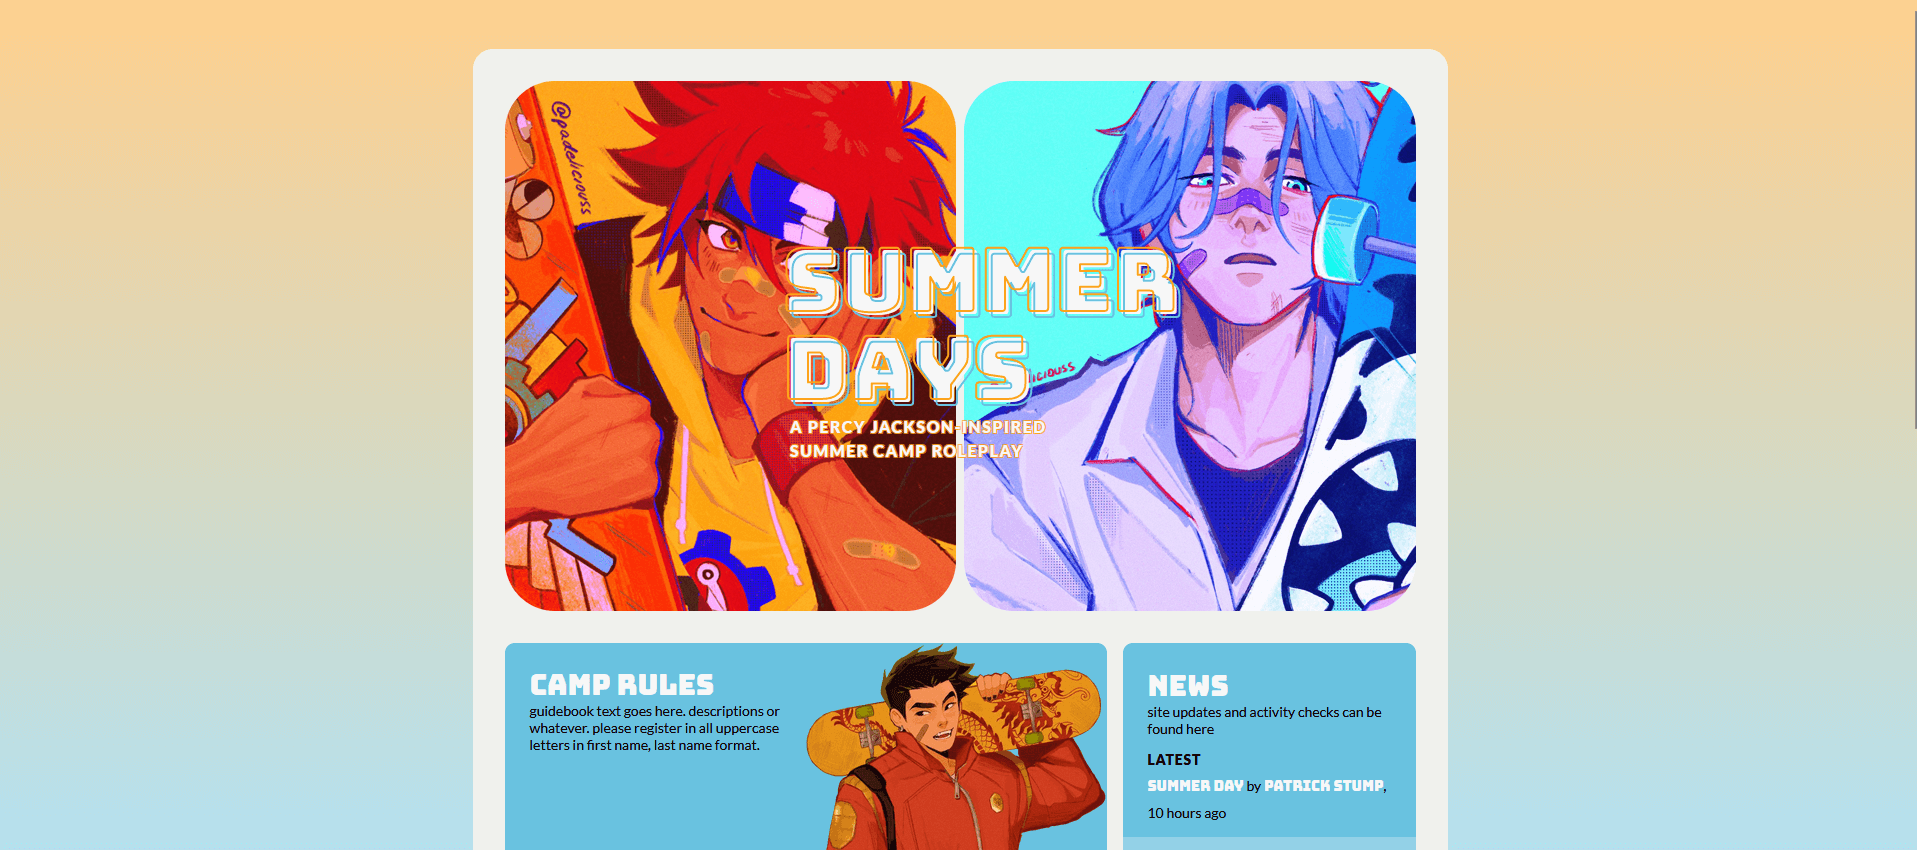 @padeliciouss
SUMMER
DAYS
iciouss
A PERCY JACKSON-INSPIRED
SUMMER CAMP ROLEPLAY
CAMP RULES
guidebook text goes here. descriptions or
whatever. please register in all uppercase
letters in first name, last name format.
NEWS
site updates and activity checks can be
found here
LATEST
SUMMER DAY by PATRICK STUMP,
10 hours ago